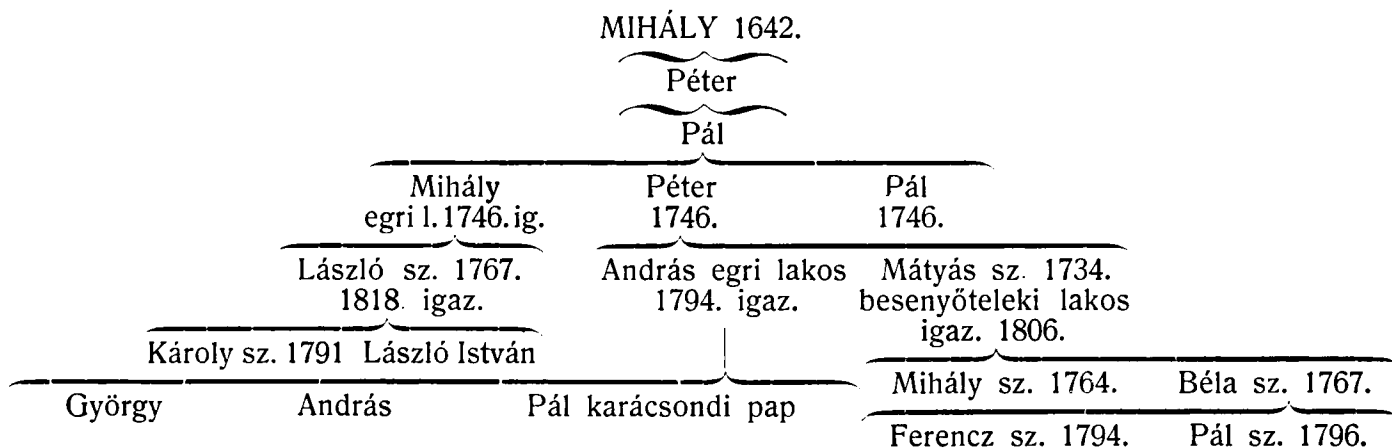 MIHÁLY 1642.
Péter
Pál
Mihály Péter Pál
egri l. 1746. ig. 1746. 1746.
László sz. 1767. András egri lakos Mátyás sz. 1734.
1818. igaz. 1794. igaz. besenyőteleki lakos
igaz. 1806.
Károly sz. 1791 László István
Mihály sz. 1764. Béla sz. 1767.
György András Pál karácsondi pap
Ferencz sz. 1794. Pál sz. 1796.